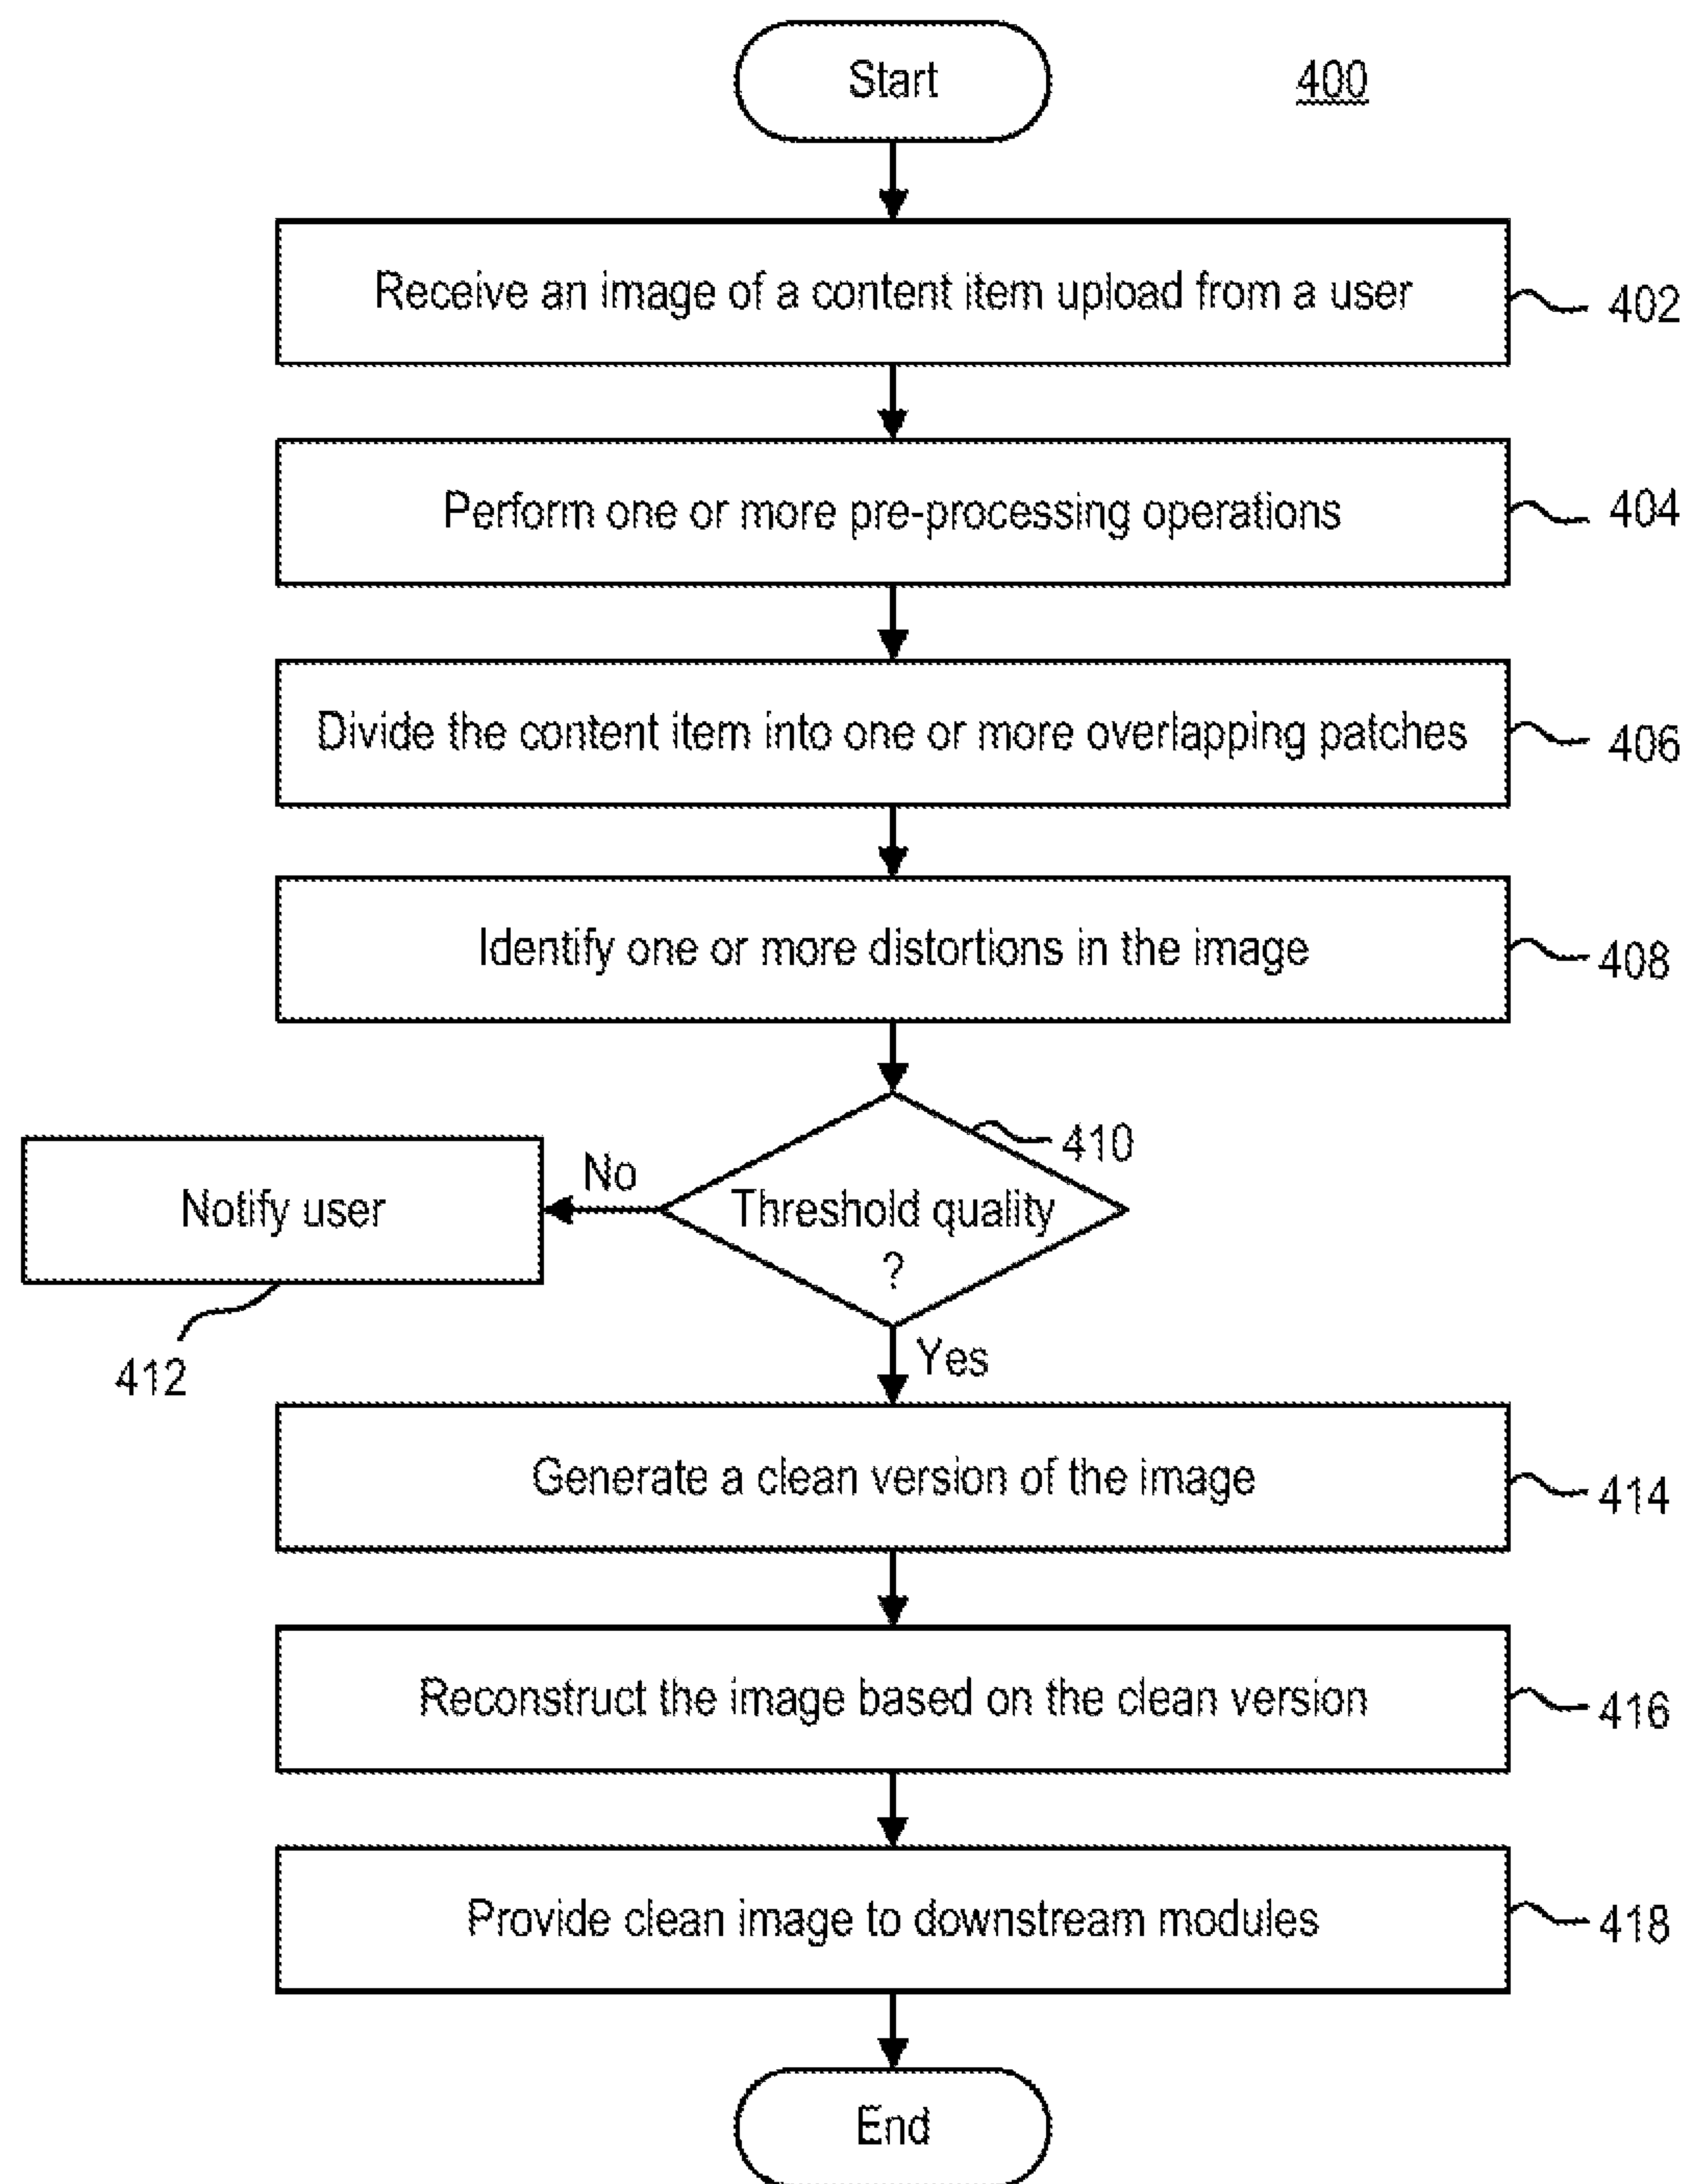 Start
400
Receive an image of a content item upload from a user
402
Perform one or more pre-processing operations
404
Divide the content item into one or more overlapping patches
406
Identify one or more distortions in the image
408
410
No
Notify user
Threshold quality
?
412
Yes
Generate a clean version of the image
414
Reconstruct the image based on the clean version
416
Provide clean image to downstream modules
418
End